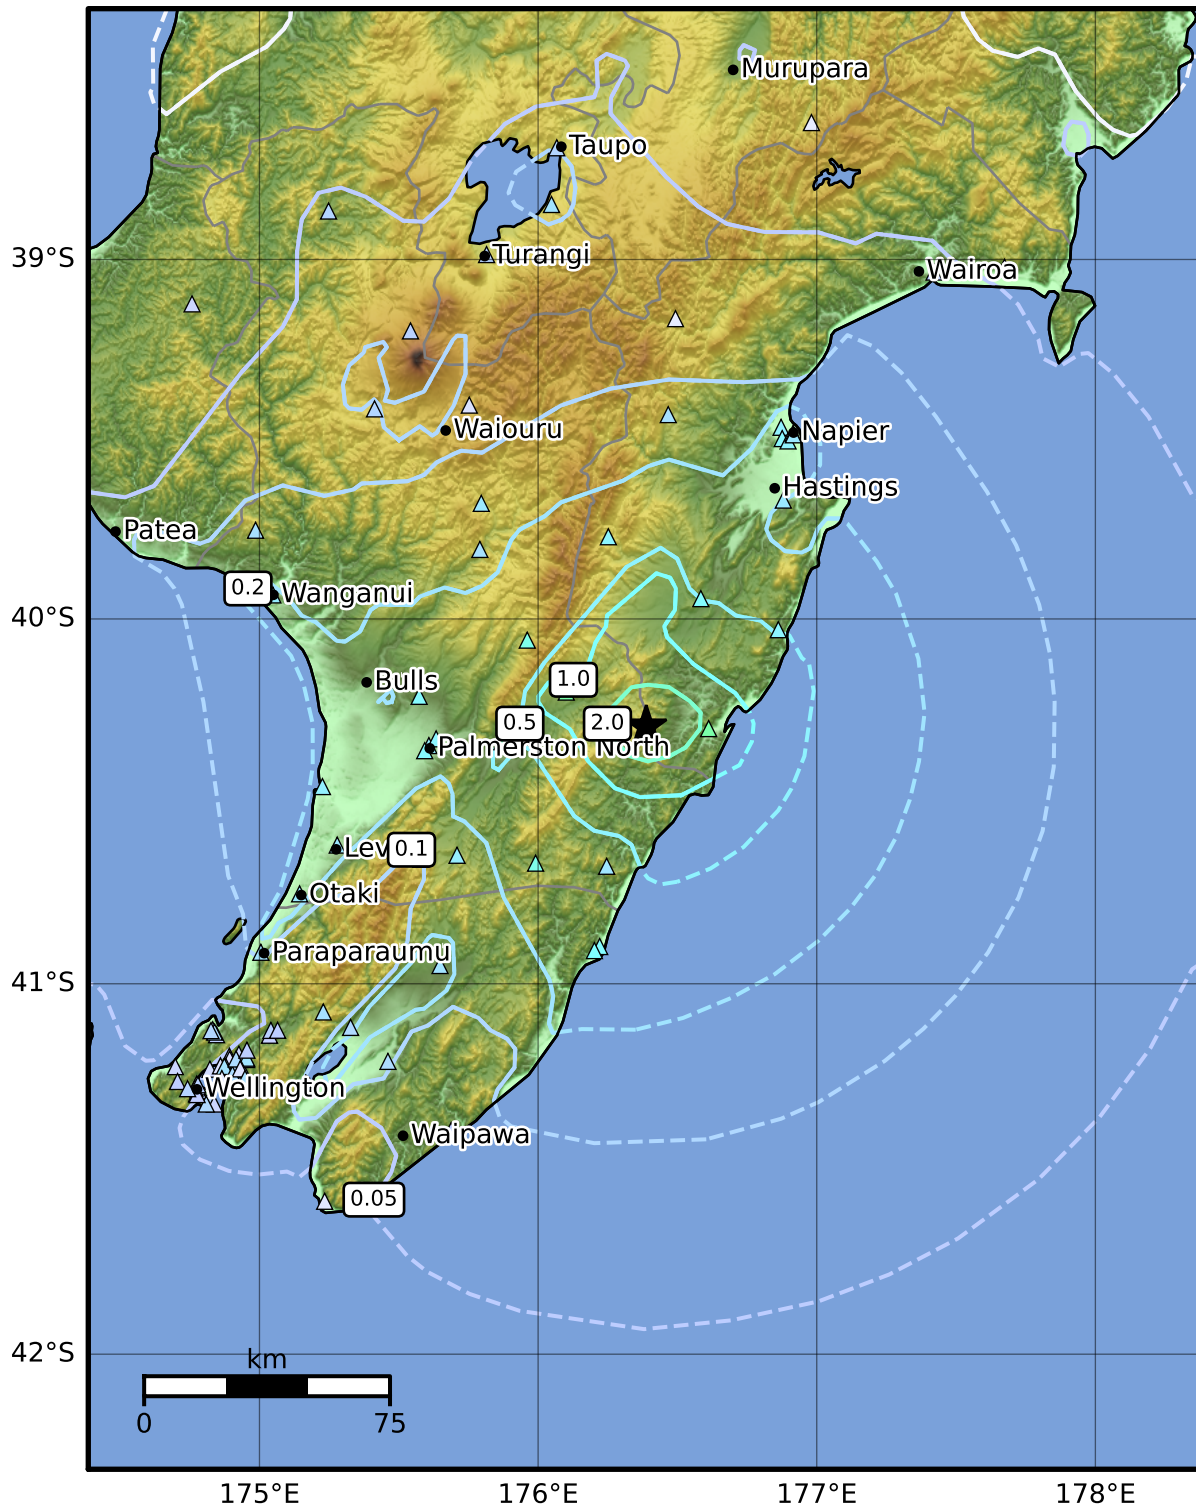 Murupara
Taupo
39°S
Turangi
Wairoa
Waiouru
Napier
Hastings
Patea
0.2
Wanganui
40°S
Bulls
1.0
0.5
2.0
Palmerston North
Lev
0.1
Otaki
Paraparaumu
41°S
Wellington
Waipawa
0.05
42°S
km
0
75
175°E
176°E
177°E
178°E